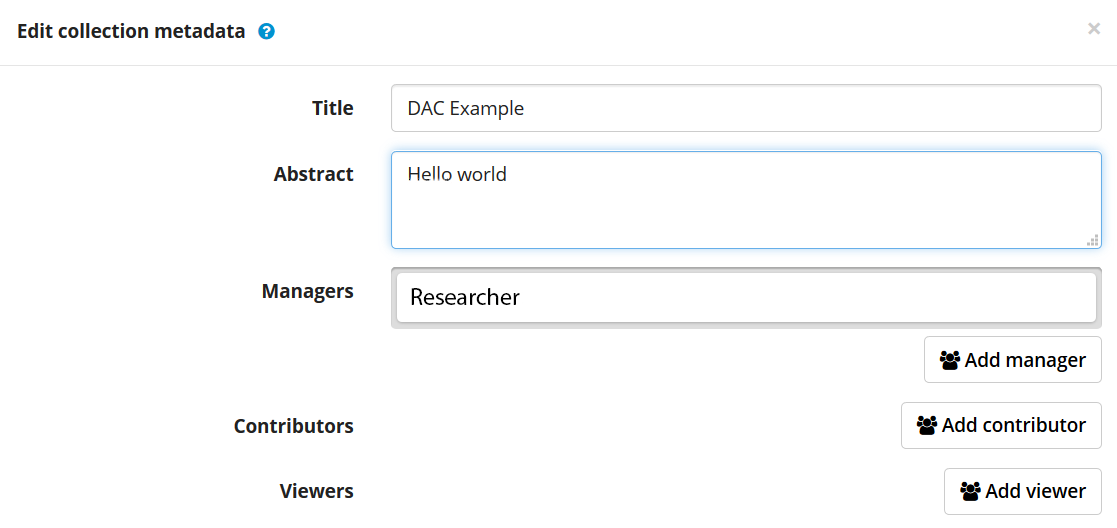 Edit collection metadata ?
×
Title DAC Example
Abstract Hello world
Managers Researcher
Add manager
Contributors Add contributor
Viewers Add viewer